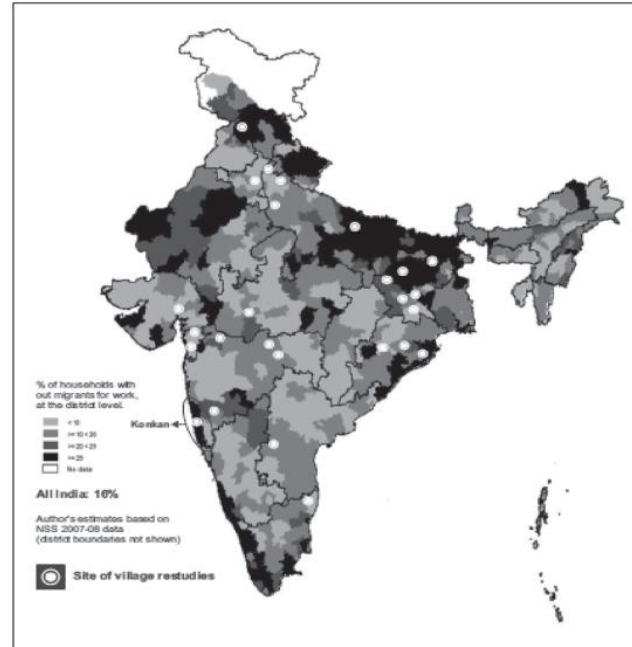 % of households with
out migrants for work,
at the district level.
< 10
>=10 < 20
>=20 < 25
>= 25
No data
Konkan
All India: 16%
Author's estimates based on
NSS 2007-08 data
(district boundaries not shown)
Site of village restudies